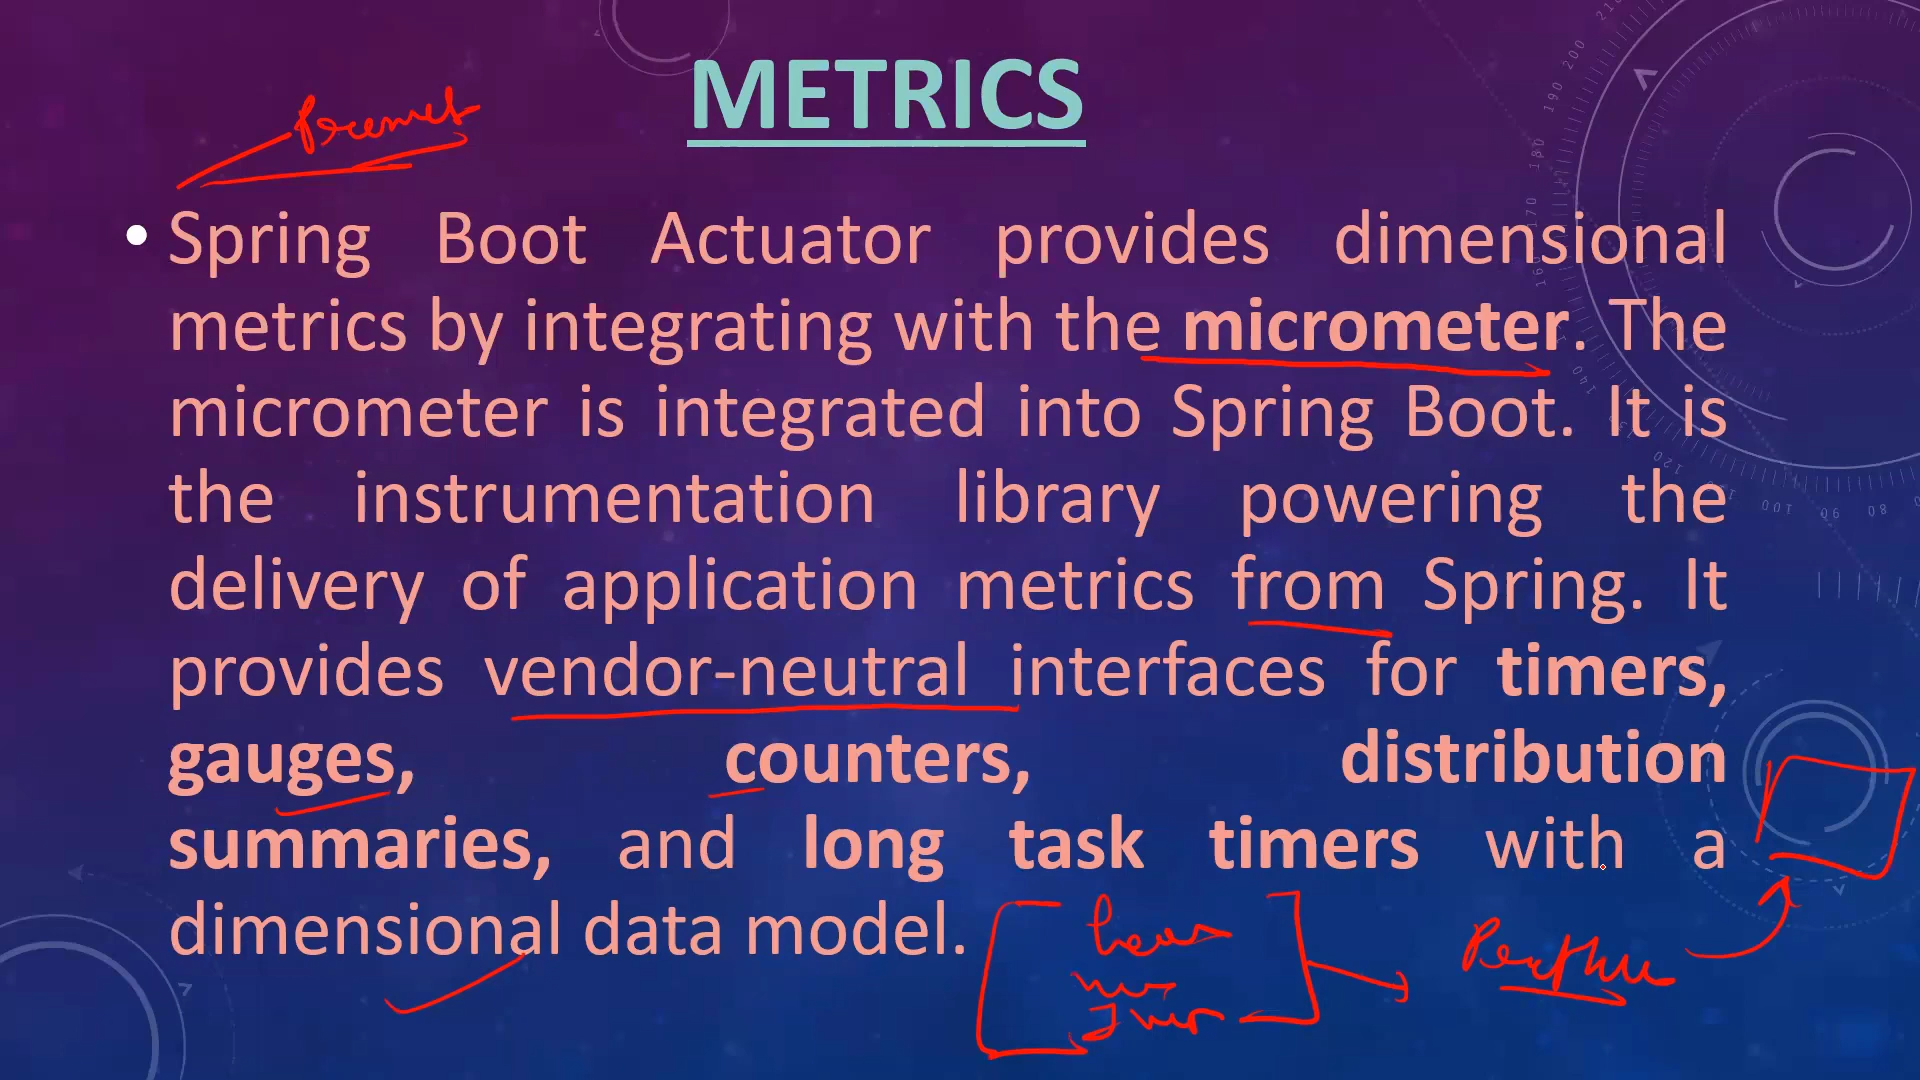 METRICS
• Spring Boot Actuator provides dimensional
metrics by integrating with the micrometer. The
micrometer is integrated into Spring Boot. It is
the instrumentation library powering the
delivery of application metrics from Spring. It
provides vendor-neutral interfaces for timers,
gauges, counters, distribution
summaries, and long task timers with a
dimensional data model.